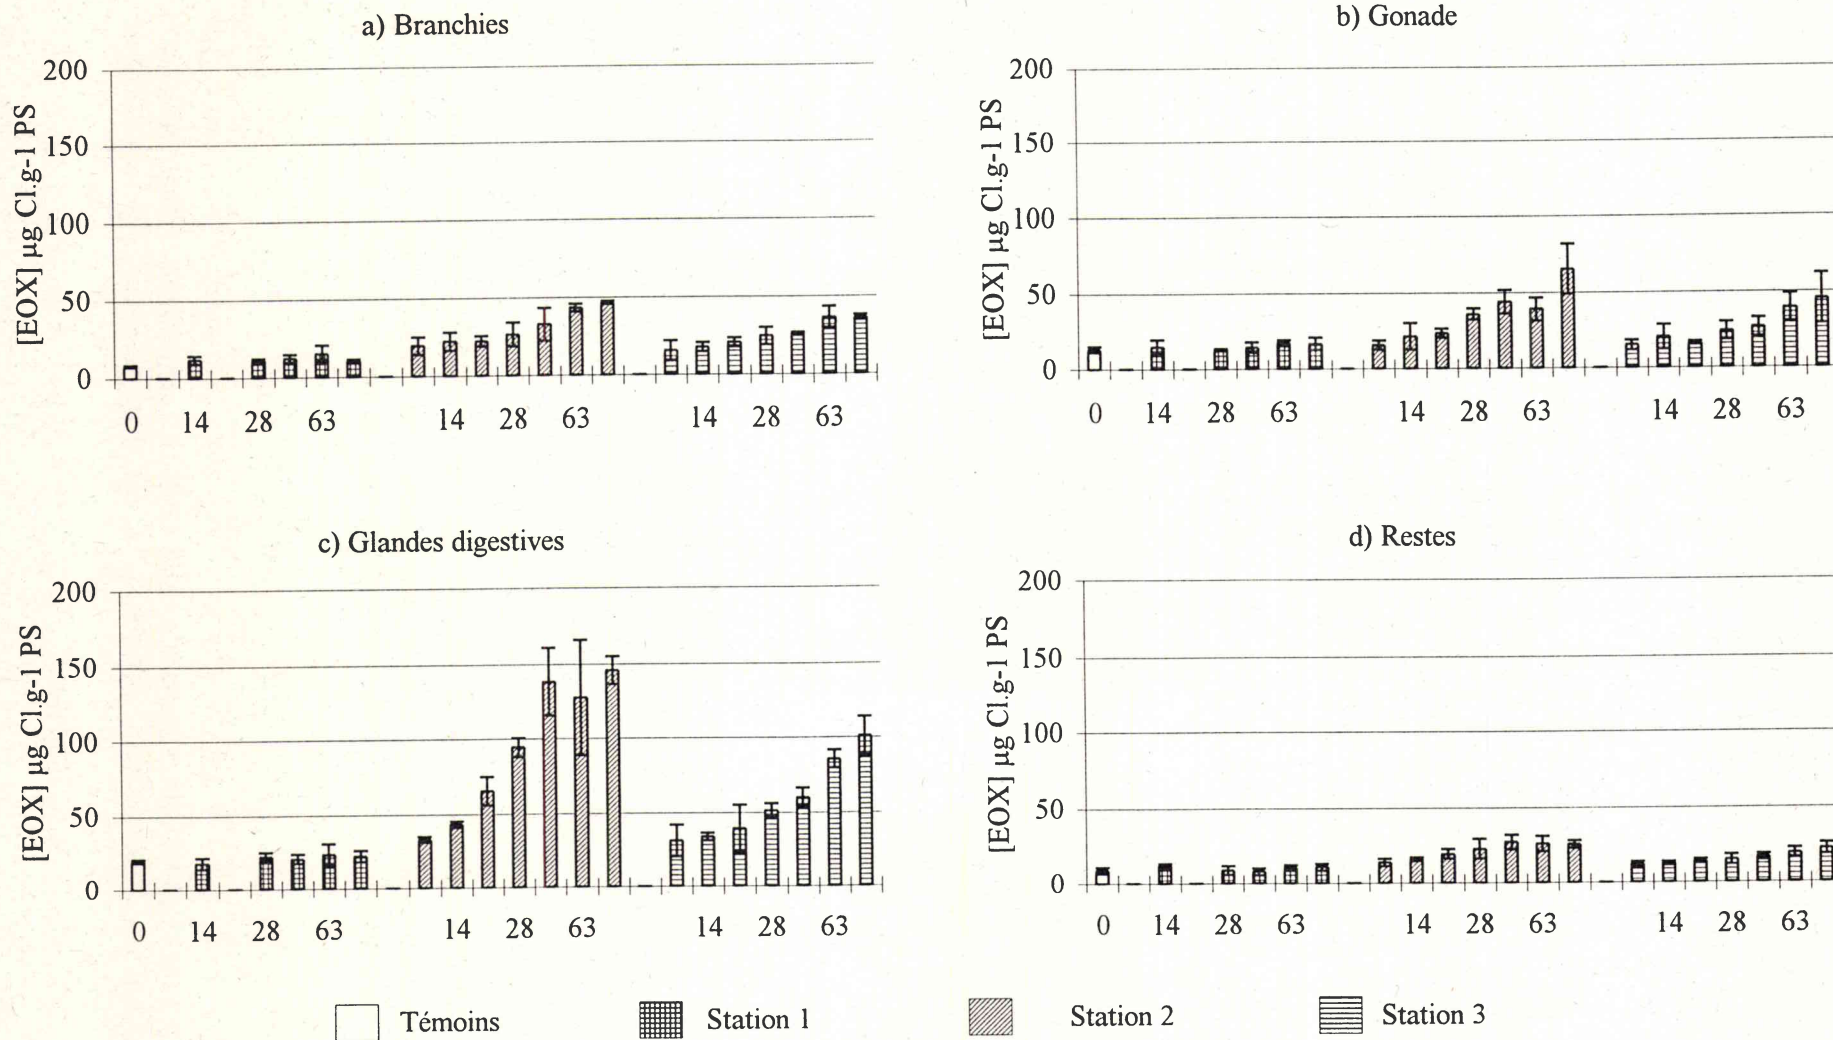 a) Branchies
200
150
100
50
0
[EOX] µg Cl.g-1 PS
0 14 28 63 14 28 63 14 28 63
b) Gonade
200
150
100
50
0
[EOX] µg Cl.g-1 PS
0 14 28 63 14 28 63 14 28 63
c) Glandes digestives
200
150
100
50
0
[EOX] µg Cl.g-1 PS
0 14 28 63 14 28 63 14 28 63
d) Restes
200
150
100
50
0
[EOX] µg Cl.g-1 PS
0 14 28 63 14 28 63 14 28 63
Témoins Station 1 Station 2 Station 3